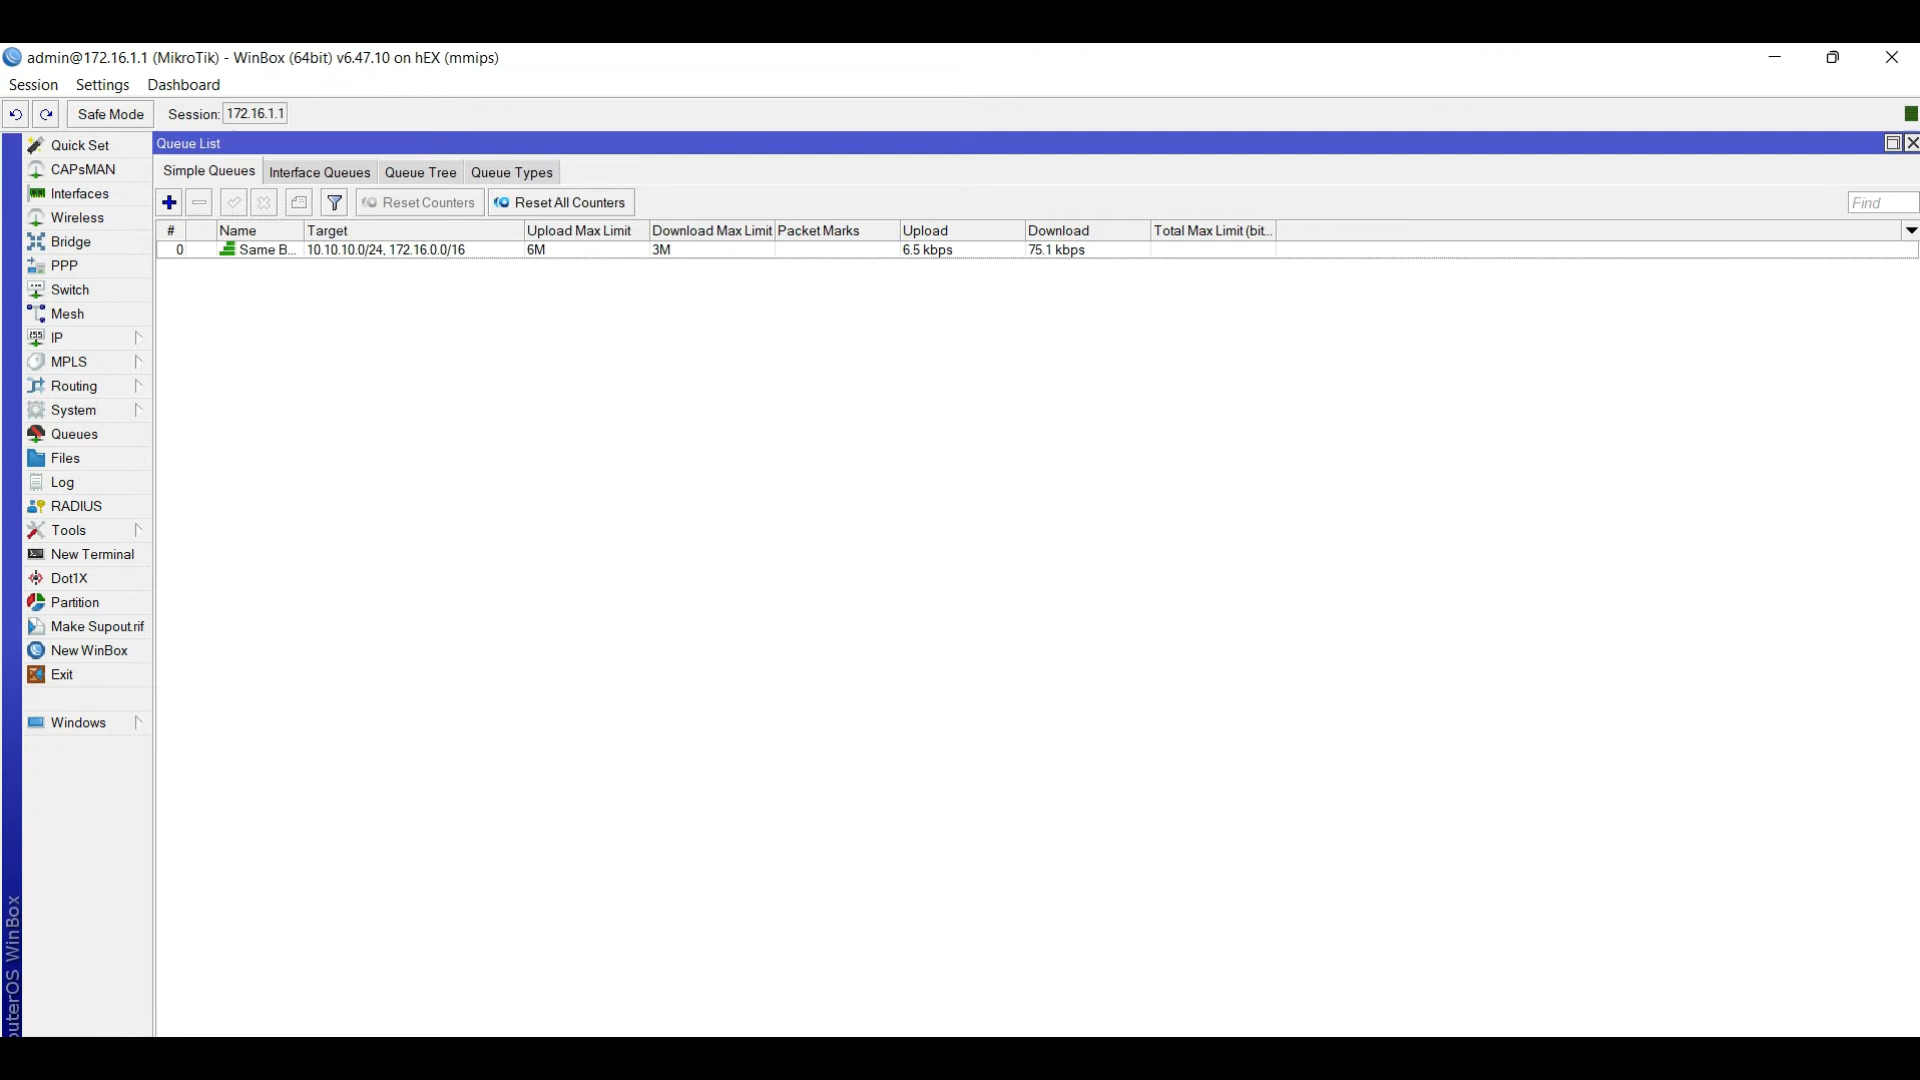 admin@172.16.1.1 (MikroTik) - WinBox (64bit) v6.47.10 on hEX (mmips)
Session Settings Dashboard
Safe Mode Session: 172.16.1.1
Queue List
Simple Queues Interface Queues Queue Tree Queue Types
Reset Counters Reset All Counters Find
# Name Target Upload Max Limit Download Max Limit Packet Marks Upload Download Total Max Limit (bit...
0 Same B... 10.10.10.0/24, 172.16.0.0/16 6M 3M 6.5 kbps 75.1 kbps
Quick Set
CAPsMAN
Interfaces
Wireless
Bridge
PPP
Switch
Mesh
IP
MPLS
Routing
System
Queues
Files
Log
RADIUS
Tools
New Terminal
Dot1X
Partition
Make Supout.rif
New WinBox
Exit
Windows
outerOS WinBox